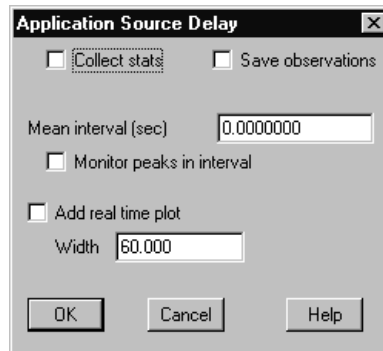 Application Source Delay
Collect stats Save observations
Mean interval (sec) 0.0000000
Monitor peaks in interval
Add real time plot
Width 60.000
OK Cancel Help